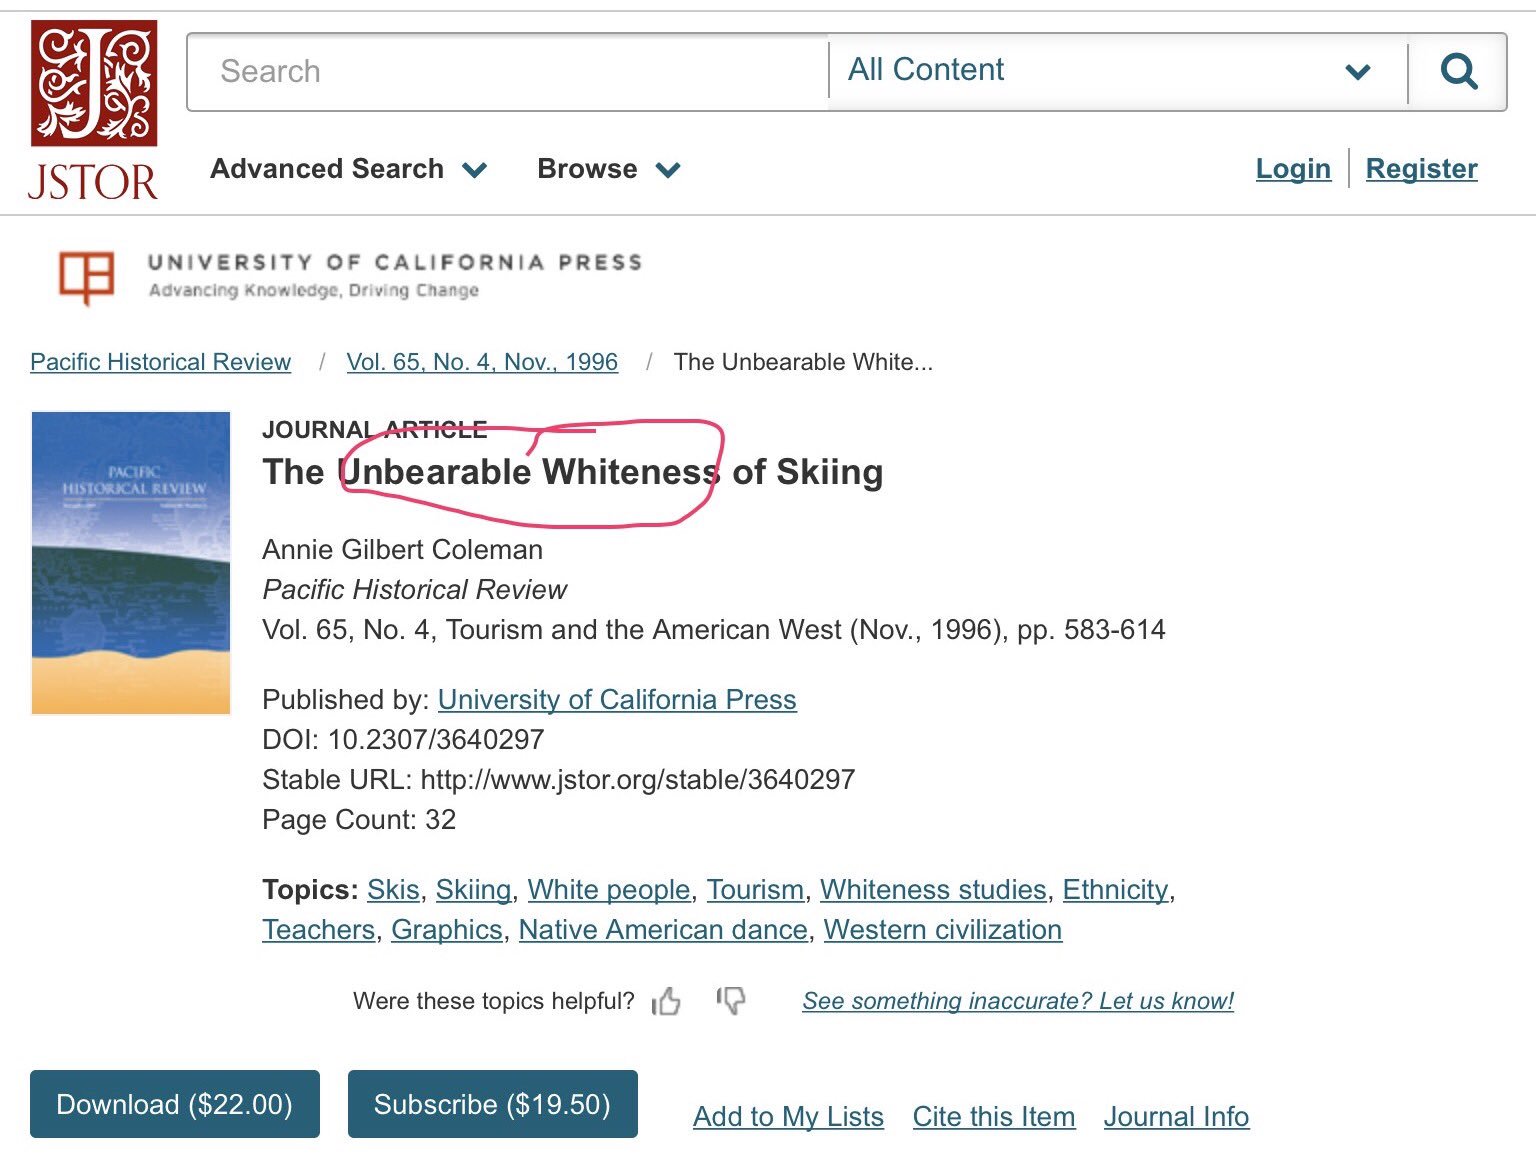 Search
All Content
JSTOR
Advanced Search
Browse
Login
Register
UNIVERSITY OF CALIFORNIA PRESS
Advancing Knowledge, Driving Change
Pacific Historical Review / Vol. 65, No. 4, Nov., 1996 / The Unbearable White...
PACIFIC
HISTORICAL REVIEW
JOURNAL ARTICLE
The Unbearable Whiteness of Skiing
Annie Gilbert Coleman
Pacific Historical Review
Vol. 65, No. 4, Tourism and the American West (Nov., 1996), pp. 583-614
Published by: University of California Press
DOI: 10.2307/3640297
Stable URL: http://www.jstor.org/stable/3640297
Page Count: 32
Topics: Skis, Skiing, White people, Tourism, Whiteness studies, Ethnicity,
Teachers, Graphics, Native American dance, Western civilization
Were these topics helpful?
See something inaccurate? Let us know!
Download ($22.00)
Subscribe ($19.50)
Add to My Lists
Cite this Item
Journal Info